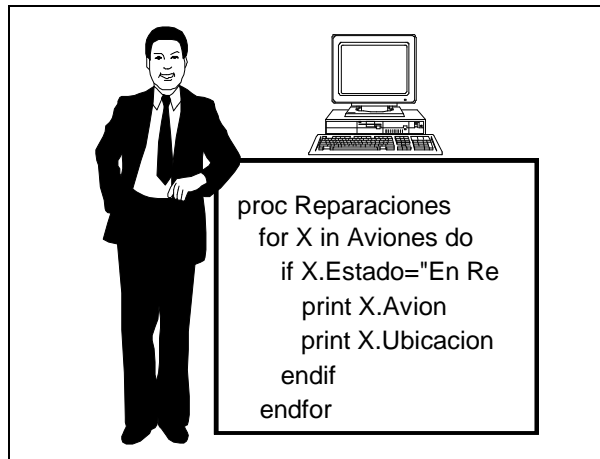 proc Reparaciones
for X in Aviones do
if X.Estado="En Re
print X.Avion
print X.Ubicacion
endif
endfor